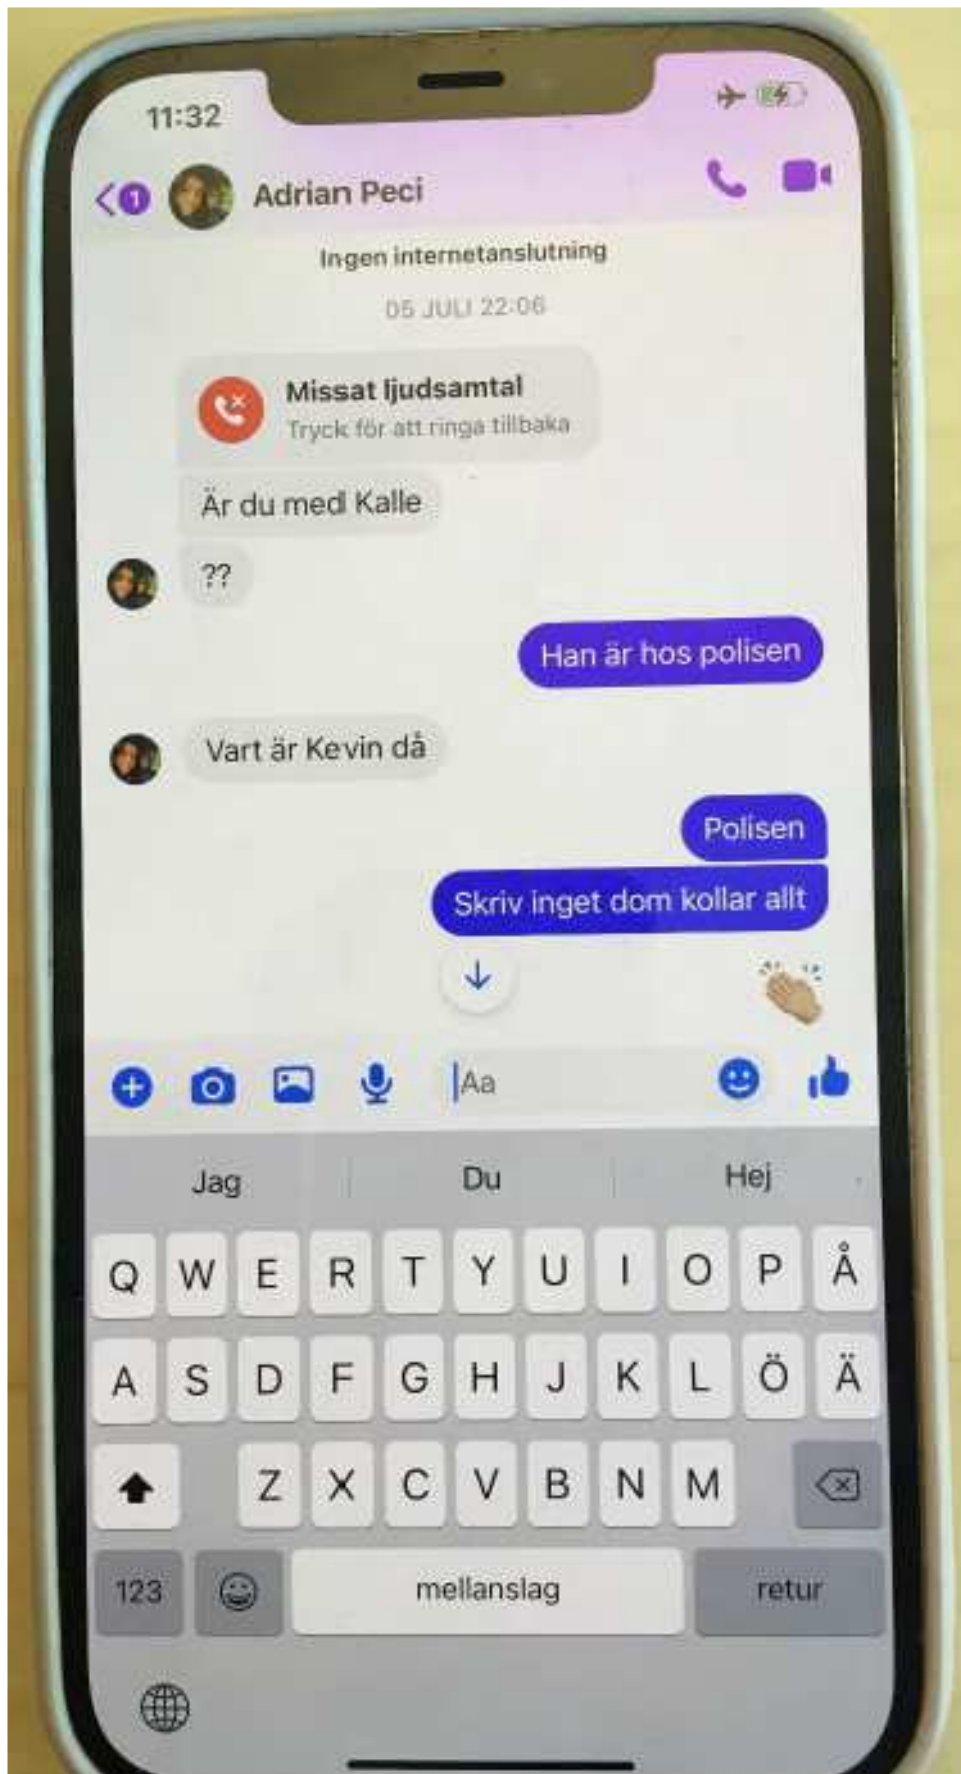 11:32
1
Adrian Peci
Ingen internetanslutning
05 JULI 22:06
Missat ljudsamtal
Tryck för att ringa tillbaka
Är du med Kalle
??
Han är hos polisen
Vart är Kevin då
Polisen
Skriv inget dom kollar allt
Aa
Jag Du Hej
Q W E R T Y U I O P Å
A S D F G H J K L Ö Ä
Z X C V B N M
123 mellanslag retur